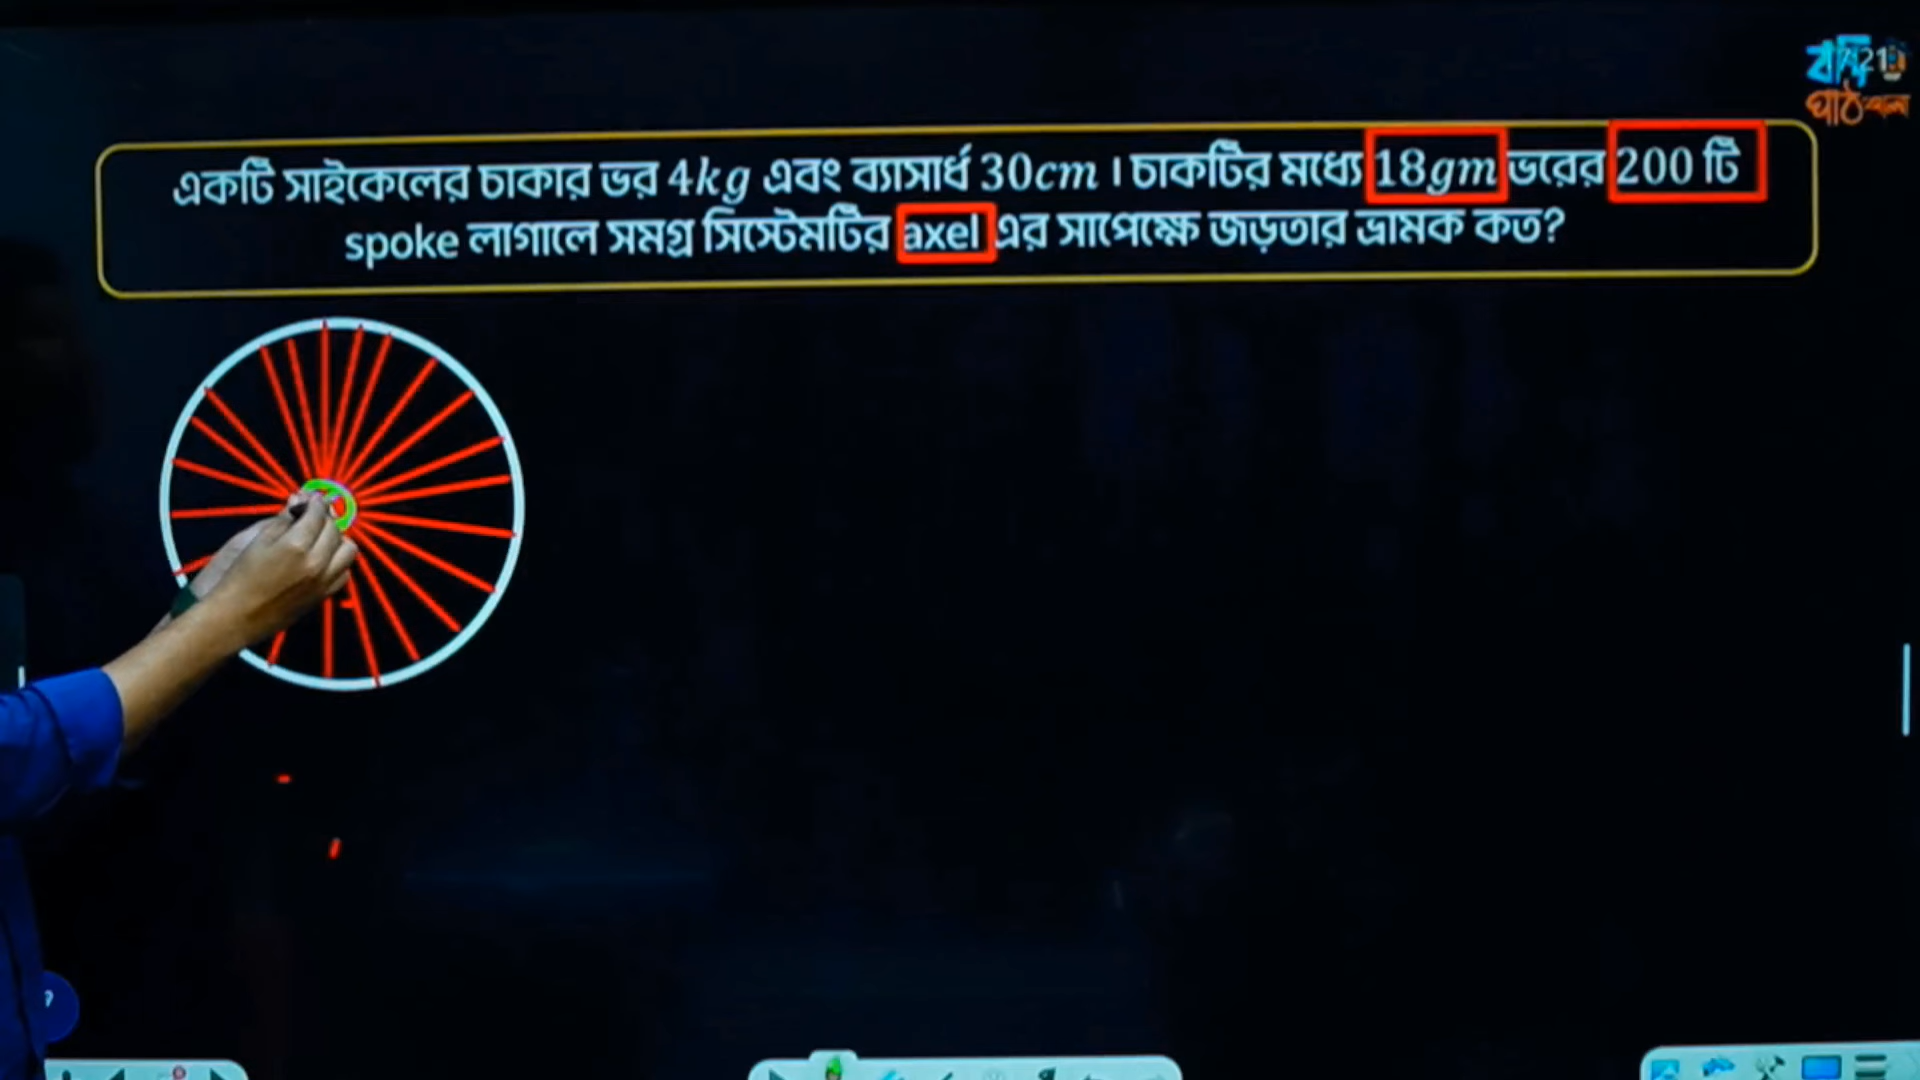 একটি সাইকেলের চাকার ভর 4kg এবং ব্যাসার্ধ 30cm । চাকটির মধ্যে 18gm ভরের 200 টি
spoke লাগালে সমগ্র সিস্টেমটির axel এর সাপেক্ষে জড়তার ভ্রামক কত?
পাঠশালা